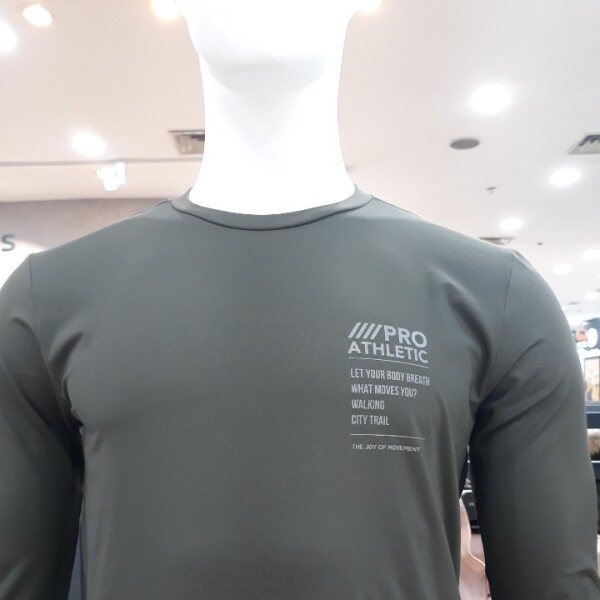 ////PRO
ATHLETIC
LET YOUR BODY BREATH
WHAT MOVES YOU?
WALKING
CITY TRAIL
THE JOY OF MOVEMENT
S